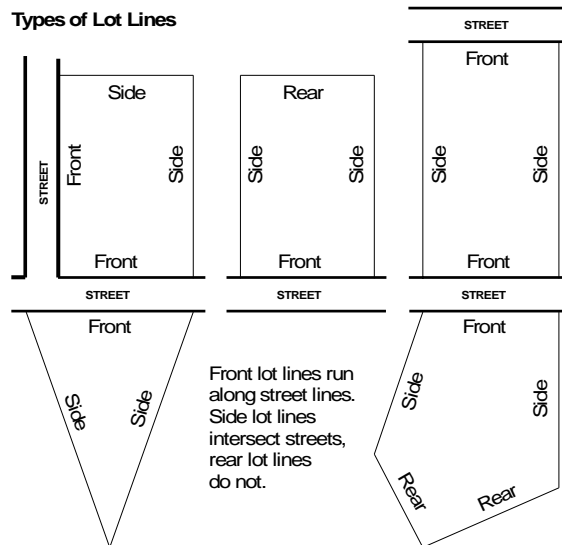 Types of Lot Lines
STREET
Front
Side
Rear
STREET
Front
Side
Side
Side
Side
Side
Front
Front
Front
STREET
STREET
STREET
Front
Front
Side
Side
Side
Side
Rear
Rear
Front lot lines run
along street lines.
Side lot lines
intersect streets,
rear lot lines
do not.